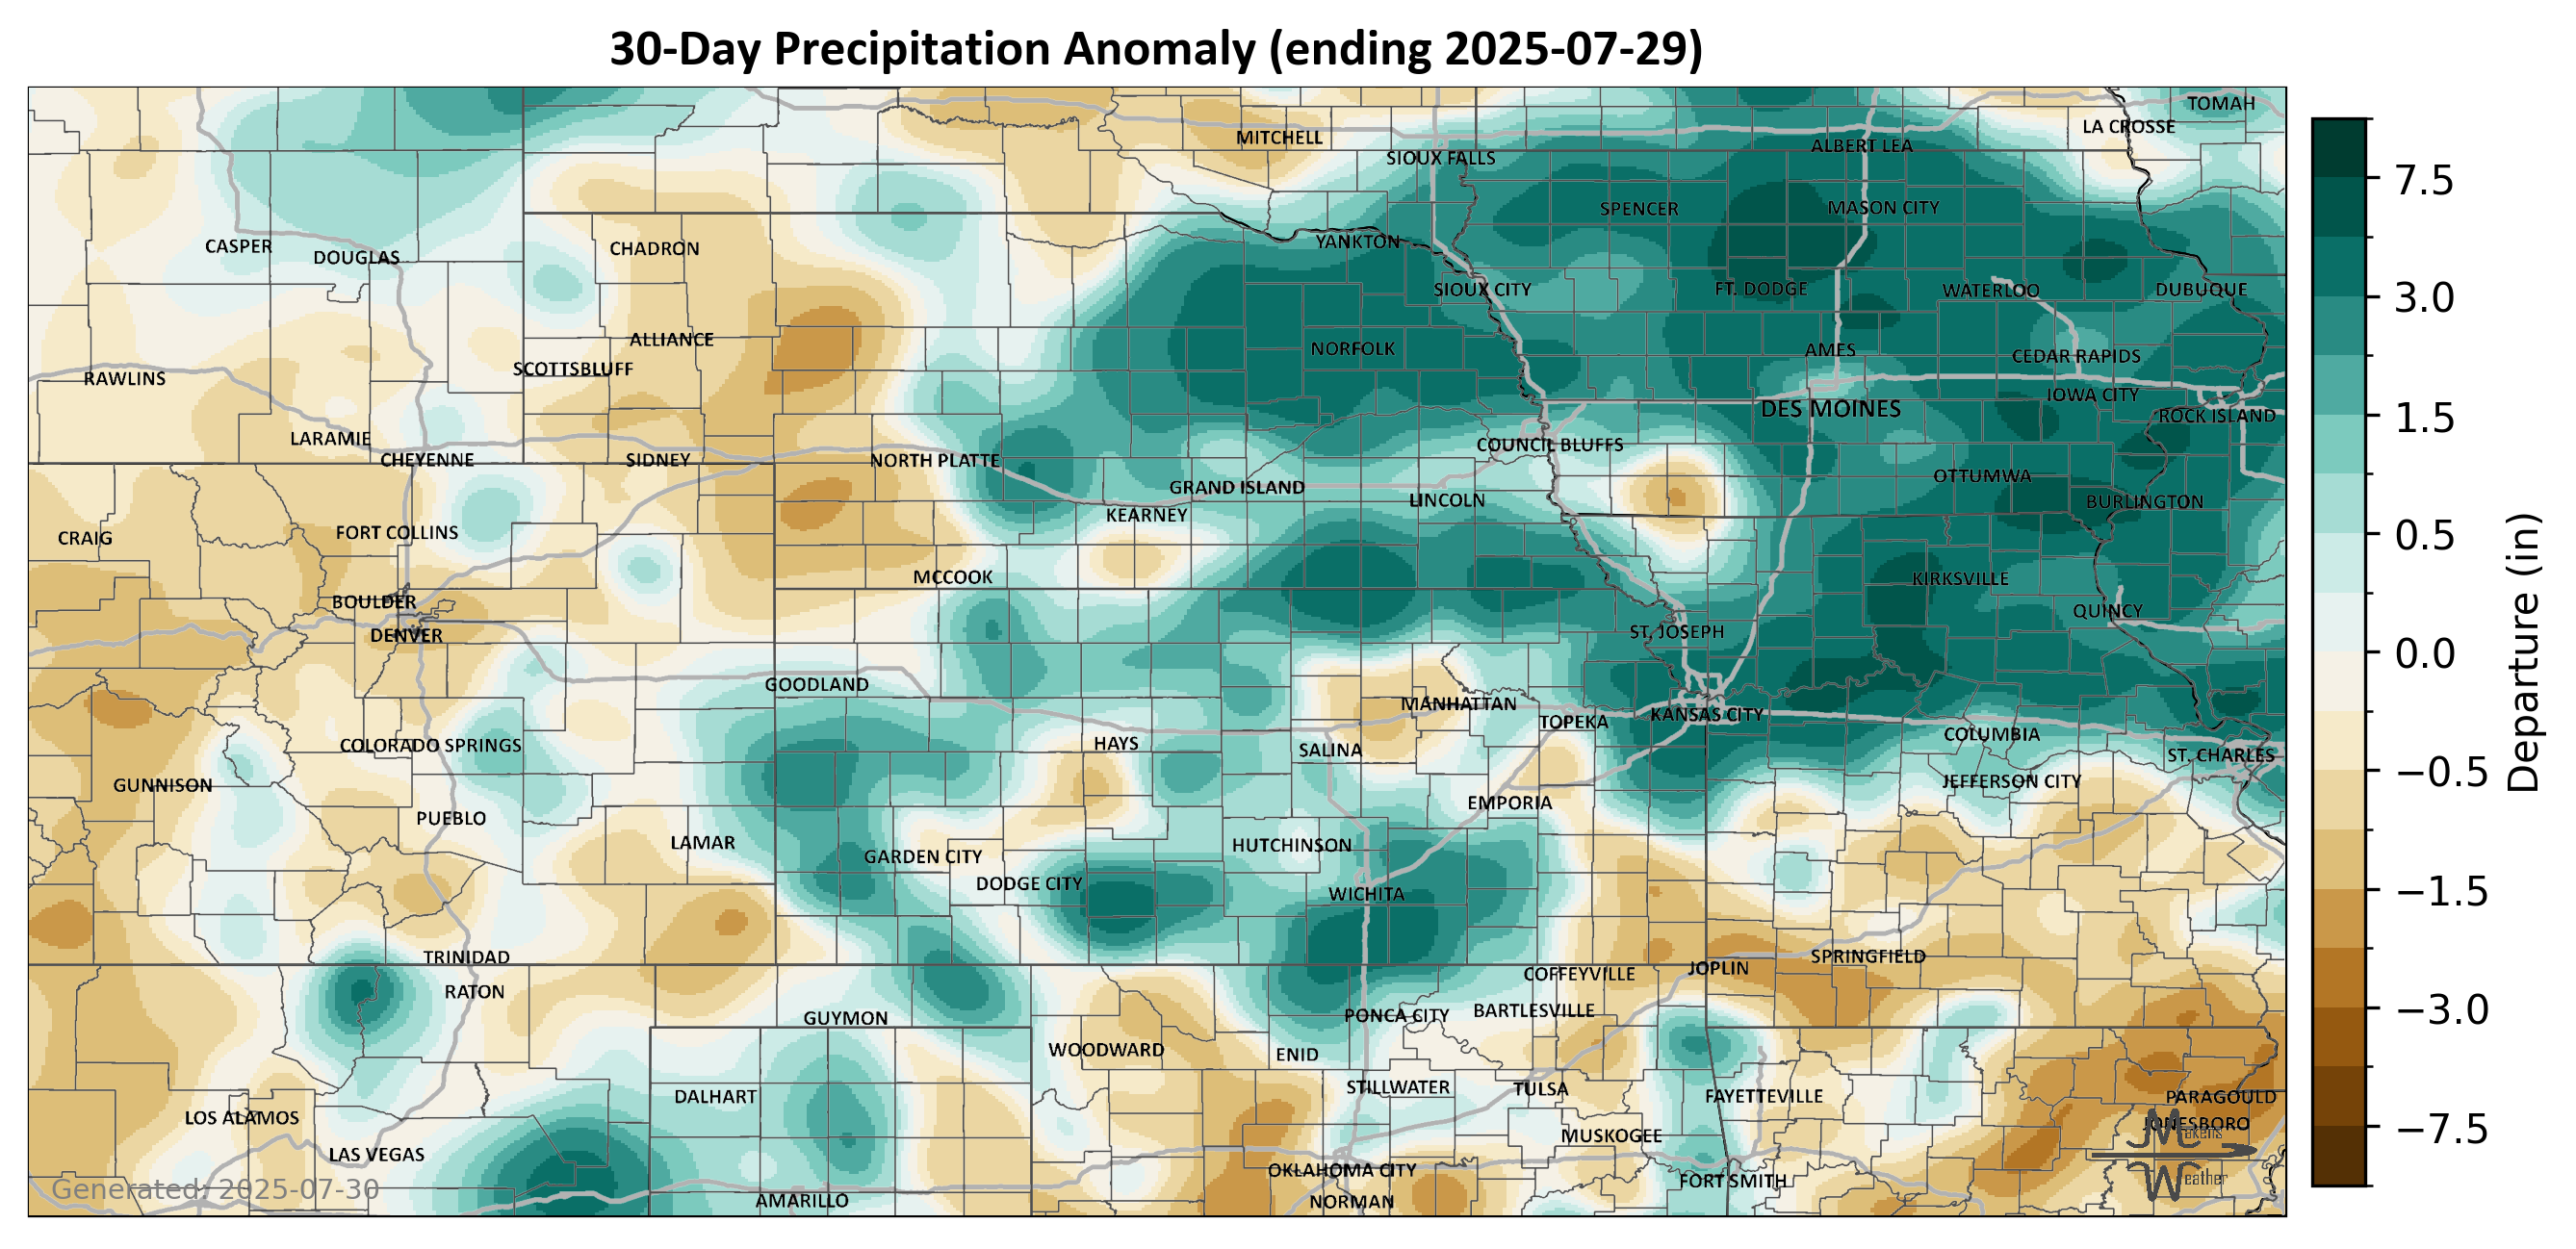 30-Day Precipitation Anomaly (ending 2025-07-29)
TOMAH
LA CROSSE
MITCHELL
ALBERT LEA
SIOUX FALLS
SPENCER
MASON CITY
YANKTON
CASPER
CHADRON
DOUGLAS
SIOUX CITY
FT. DODGE
WATERLOO
DUBUQUE
ALLIANCE
NORFOLK
AMES
CEDAR RAPIDS
SCOTTSBLUFF
RAWLINS
IOWA CITY
DES MOINES
ROCK ISLAND
LARAMIE
COUNCIL BLUFFS
CHEYENNE
SIDNEY
NORTH PLATTE
OTTUMWA
GRAND ISLAND
LINCOLN
BURLINGTON
KEARNEY
FORT COLLINS
CRAIG
MCCOOK
KIRKSVILLE
BOULDER
QUINCY
DENVER
ST. JOSEPH
GOODLAND
MANHATTAN
KANSAS CITY
TOPEKA
COLUMBIA
COLORADO SPRINGS
HAYS
SALINA
ST. CHARLES
GUNNISON
JEFFERSON CITY
EMPORIA
PUEBLO
LAMAR
HUTCHINSON
GARDEN CITY
DODGE CITY
WICHITA
TRINIDAD
SPRINGFIELD
JOPLIN
COFFEYVILLE
RATON
BARTLESVILLE
GUYMON
PONCA CITY
WOODWARD
ENID
STILLWATER
TULSA
DALHART
FAYETTEVILLE
PARAGOULD
LOS ALAMOS
JONESBORO
MUSKOGEE
LAS VEGAS
OKLAHOMA CITY
FORT SMITH
AMARILLO
NORMAN
Generated: 2025-07-30
Makens
Weather
7.5
3.0
1.5
0.5
0.0
−0.5
−1.5
−3.0
−7.5
Departure (in)